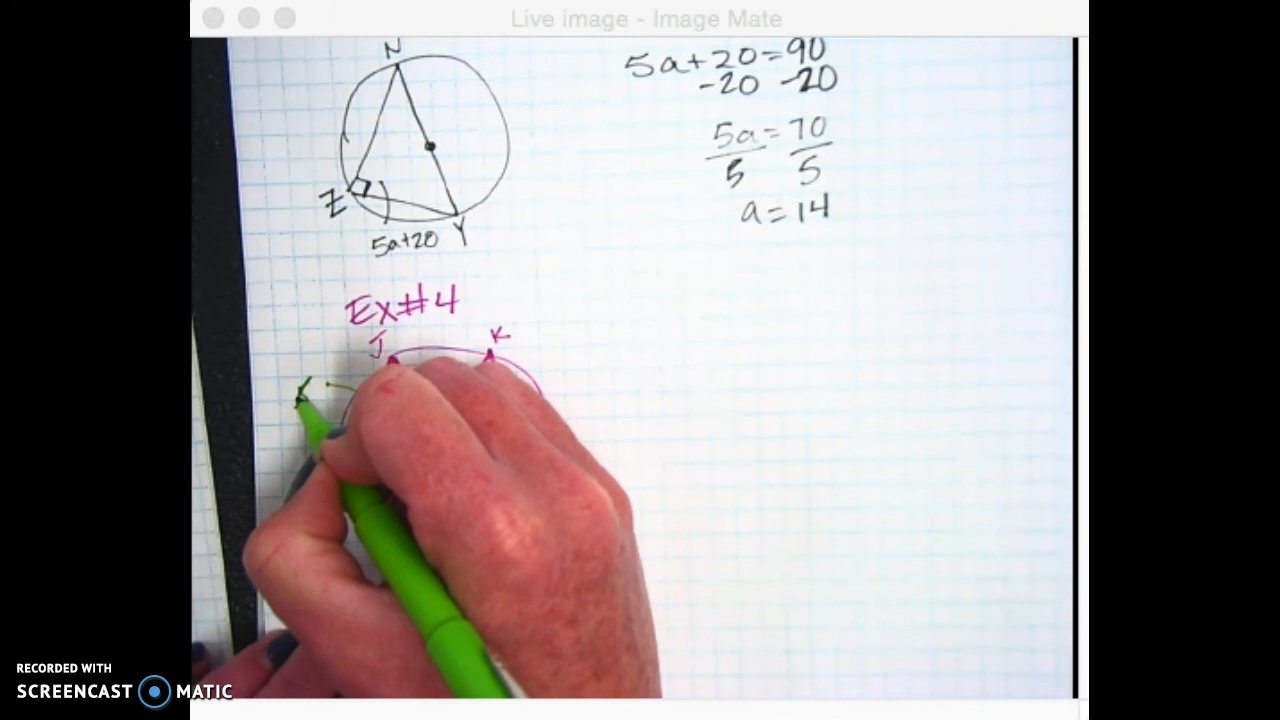 Live image - Image Mate
N
Z
5a+20 Y
5a+20=90
-20 -20
5a=70
5 5
a=14
Ex#4
J K
RECORDED WITH
SCREENCAST MATIC